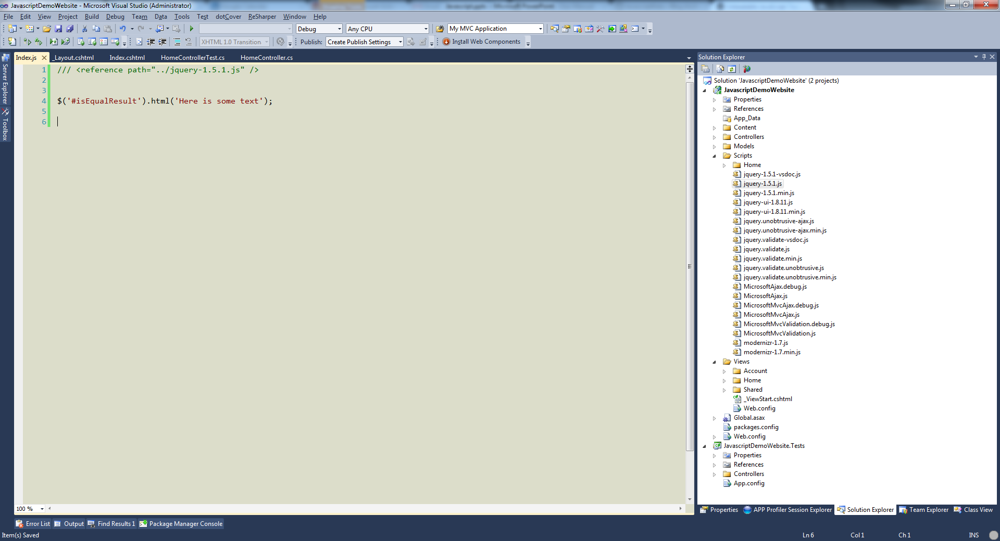 JavascriptDemoWebsite - Microsoft Visual Studio (Administrator)
File Edit View Project Build Debug Team Data Tools Test dotCover ReSharper Window Help
Debug Any CPU My MVC Application
XHTML 1.0 Transition Publish: Create Publish Settings Install Web Components
Server Explorer
Toolbox
Index.js _Layout.cshtml Index.cshtml HomeControllerTest.cs HomeController.cs
1 /// <reference path="../jquery-1.5.1.js" />
2
3
4 $('#isEqualResult').html('Here is some text');
5
6
100 %
Solution Explorer
Solution 'JavascriptDemoWebsite' (2 projects)
JavascriptDemoWebsite
Properties
References
App_Data
Content
Controllers
Models
Scripts
Home
jquery-1.5.1-vsdoc.js
jquery-1.5.1.js
jquery-1.5.1.min.js
jquery-ui-1.8.11.js
jquery-ui-1.8.11.min.js
jquery.unobtrusive-ajax.js
jquery.unobtrusive-ajax.min.js
jquery.validate-vsdoc.js
jquery.validate.js
jquery.validate.min.js
jquery.validate.unobtrusive.js
jquery.validate.unobtrusive.min.js
MicrosoftAjax.debug.js
MicrosoftAjax.js
MicrosoftMvcAjax.debug.js
MicrosoftMvcAjax.js
MicrosoftMvcValidation.debug.js
MicrosoftMvcValidation.js
modernizr-1.7.js
modernizr-1.7.min.js
Views
Account
Home
Shared
_ViewStart.cshtml
Web.config
Global.asax
packages.config
Web.config
JavascriptDemoWebsite.Tests
Properties
References
Controllers
App.config
Properties APP Profiler Session Explorer Solution Explorer Team Explorer Class View
Error List Output Find Results 1 Package Manager Console
Item(s) Saved Ln 6 Col 1 Ch 1 INS